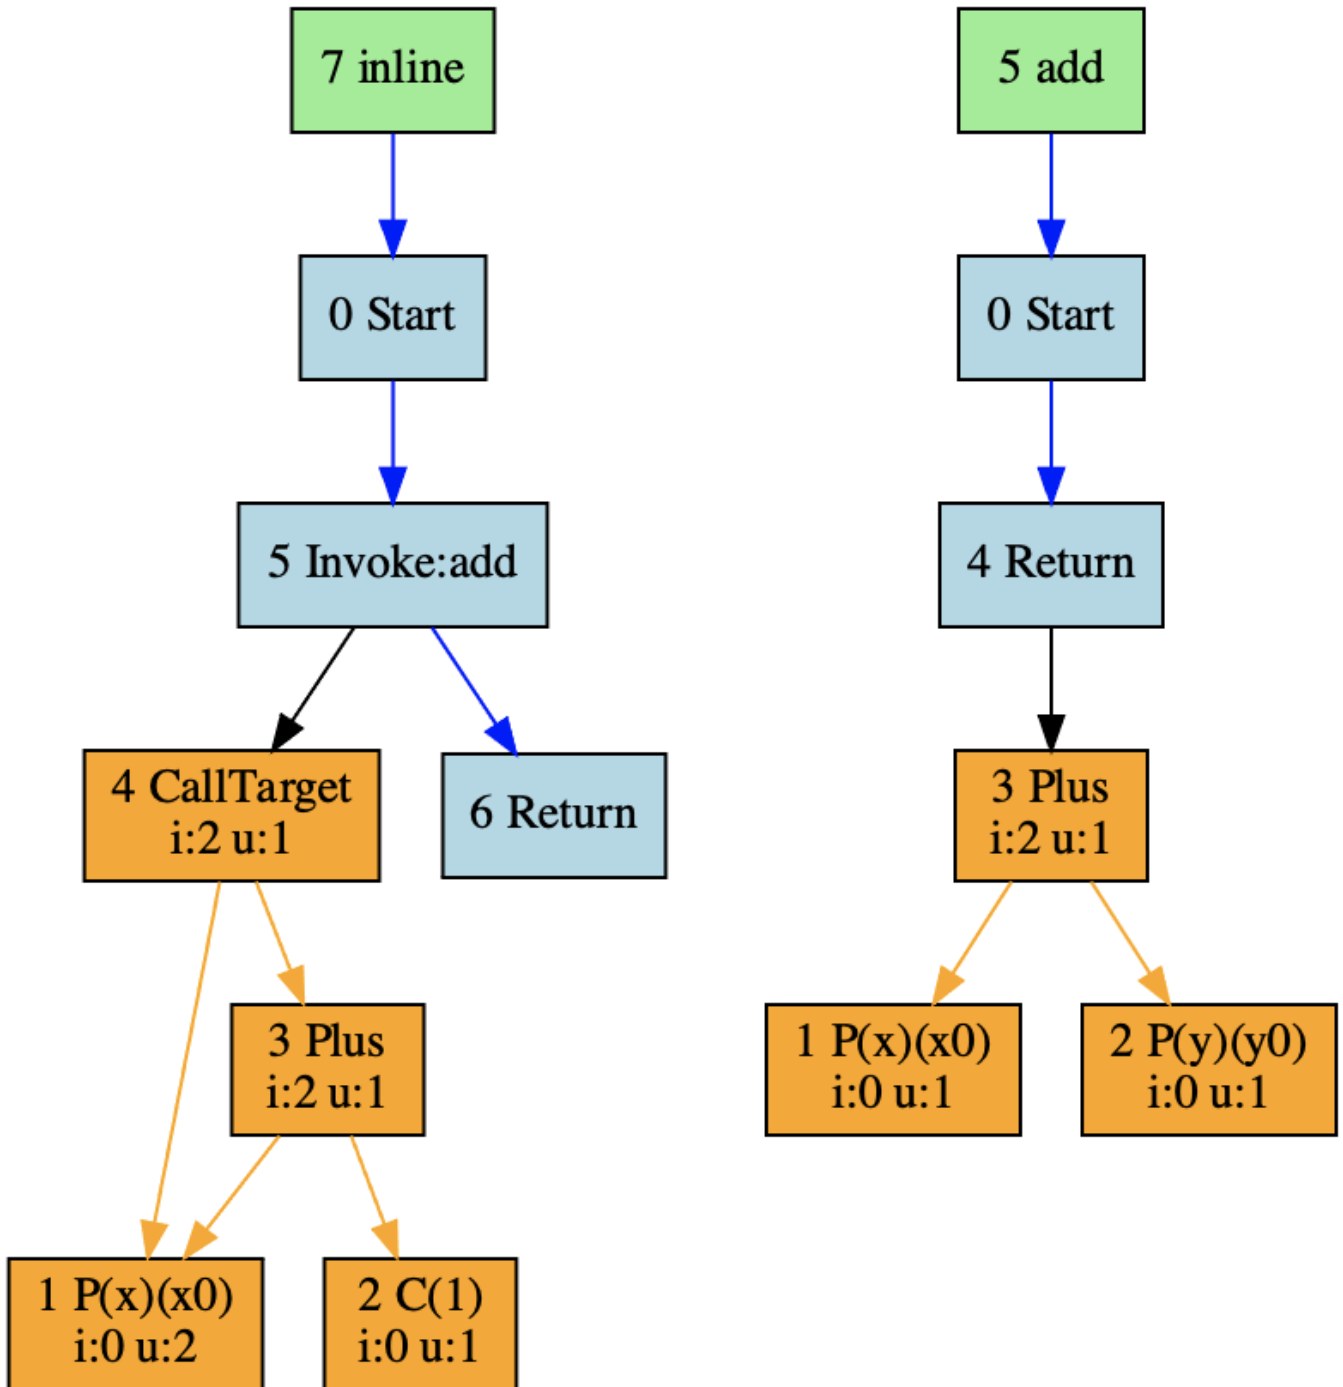 7 inline
0 Start
5 Invoke:add
4 CallTarget
i:2 u:1
6 Return
3 Plus
i:2 u:1
1 P(x)(x0)
i:0 u:2
2 C(1)
i:0 u:1
5 add
0 Start
4 Return
3 Plus
i:2 u:1
1 P(x)(x0)
i:0 u:1
2 P(y)(y0)
i:0 u:1